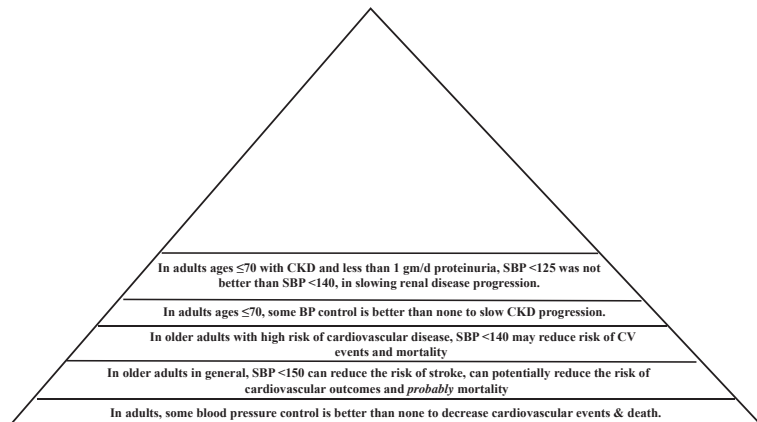 In adults ages ≤70 with CKD and less than 1 gm/d proteinuria, SBP <125 was not
better than SBP <140, in slowing renal disease progression.
In adults ages ≤70, some BP control is better than none to slow CKD progression.
In older adults with high risk of cardiovascular disease, SBP <140 may reduce risk of CV
events and mortality
In older adults in general, SBP <150 can reduce the risk of stroke, can potentially reduce the risk of
cardiovascular outcomes and probably mortality
In adults, some blood pressure control is better than none to decrease cardiovascular events & death.